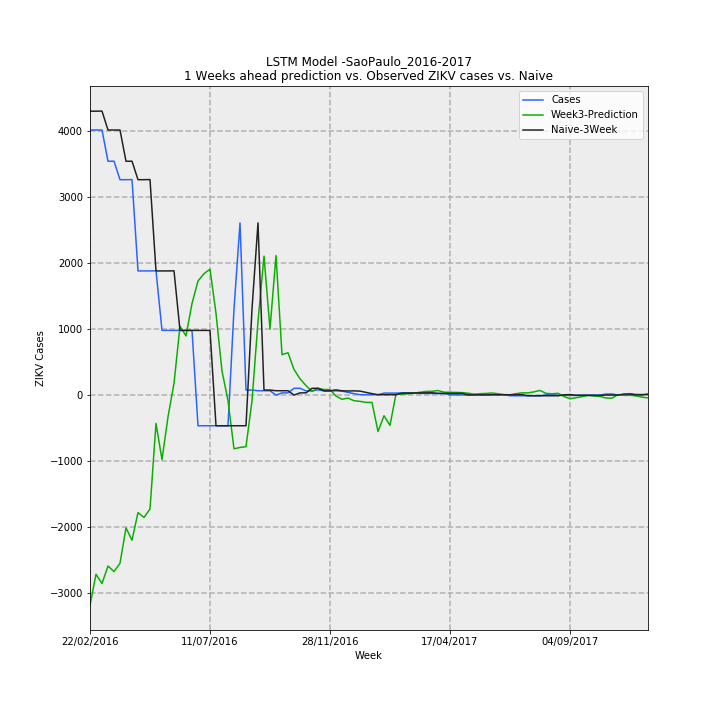 LSTM Model -SaoPaulo_2016-2017
1 Weeks ahead prediction vs. Observed ZIKV cases vs. Naive
Cases
Week3-Prediction
Naive-3Week
4000
3000
2000
1000
0
−1000
−2000
−3000
ZIKV Cases
22/02/2016
11/07/2016
28/11/2016
17/04/2017
04/09/2017
Week